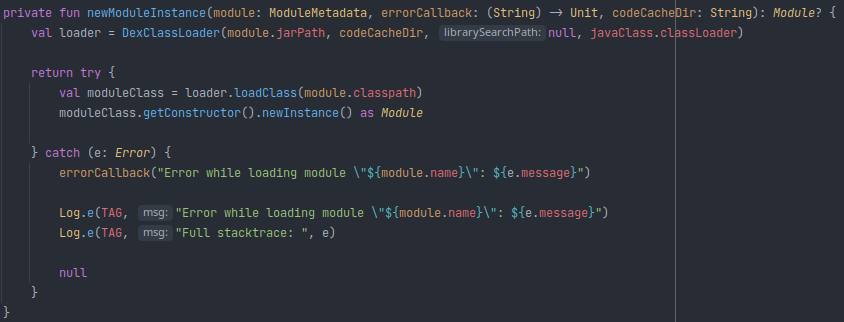 private fun newModuleInstance(module: ModuleMetadata, errorCallback: (String) → Unit, codeCacheDir: String): Module? {
val loader = DexClassLoader(module.jarPath, codeCacheDir, librarySearchPath: null, javaClass.classLoader)
return try {
val moduleClass = loader.loadClass(module.classpath)
moduleClass.getConstructor().newInstance() as Module
} catch (e: Error) {
errorCallback("Error while loading module \"${module.name}\": ${e.message}")
Log.e(TAG, msg: "Error while loading module \"${module.name}\": ${e.message}")
Log.e(TAG, msg: "Full stacktrace: ", e)
null
}
}